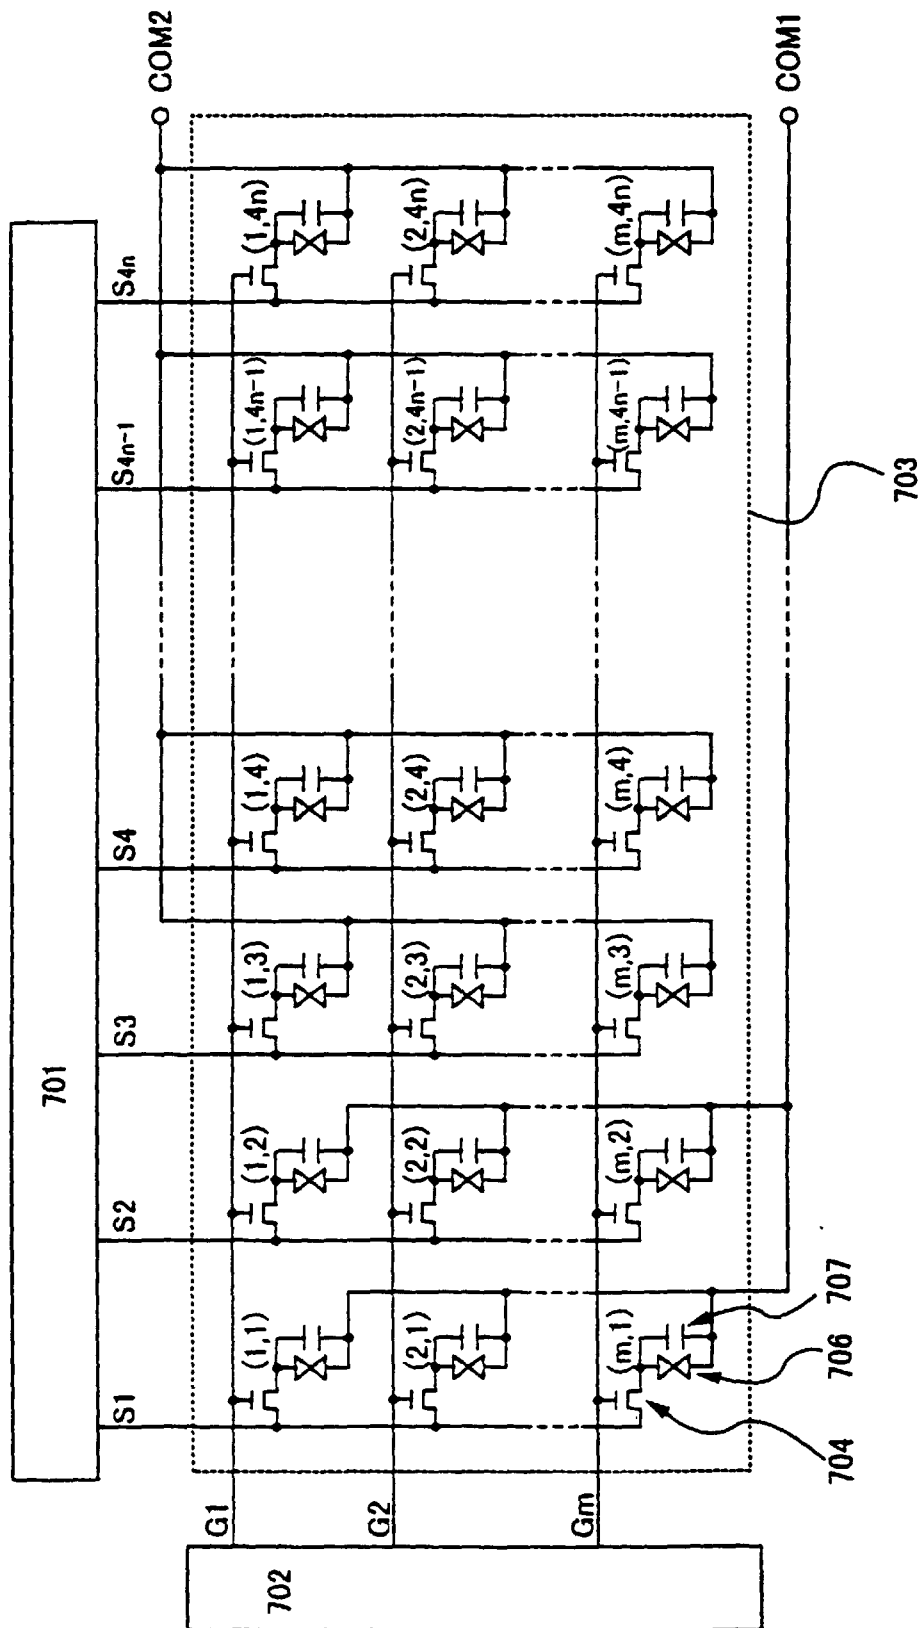 701
S1 S2 S3 S4 S4n-1 S4n
COM2
702
G1 (1,1) (1,2) (1,3) (1,4) (1,4n-1) (1,4n)
G2 (2,1) (2,2) (2,3) (2,4) (2,4n-1) (2,4n)
Gm (m,1) (m,2) (m,3) (m,4) (m,4n-1) (m,4n)
COM1
704 706 707 703